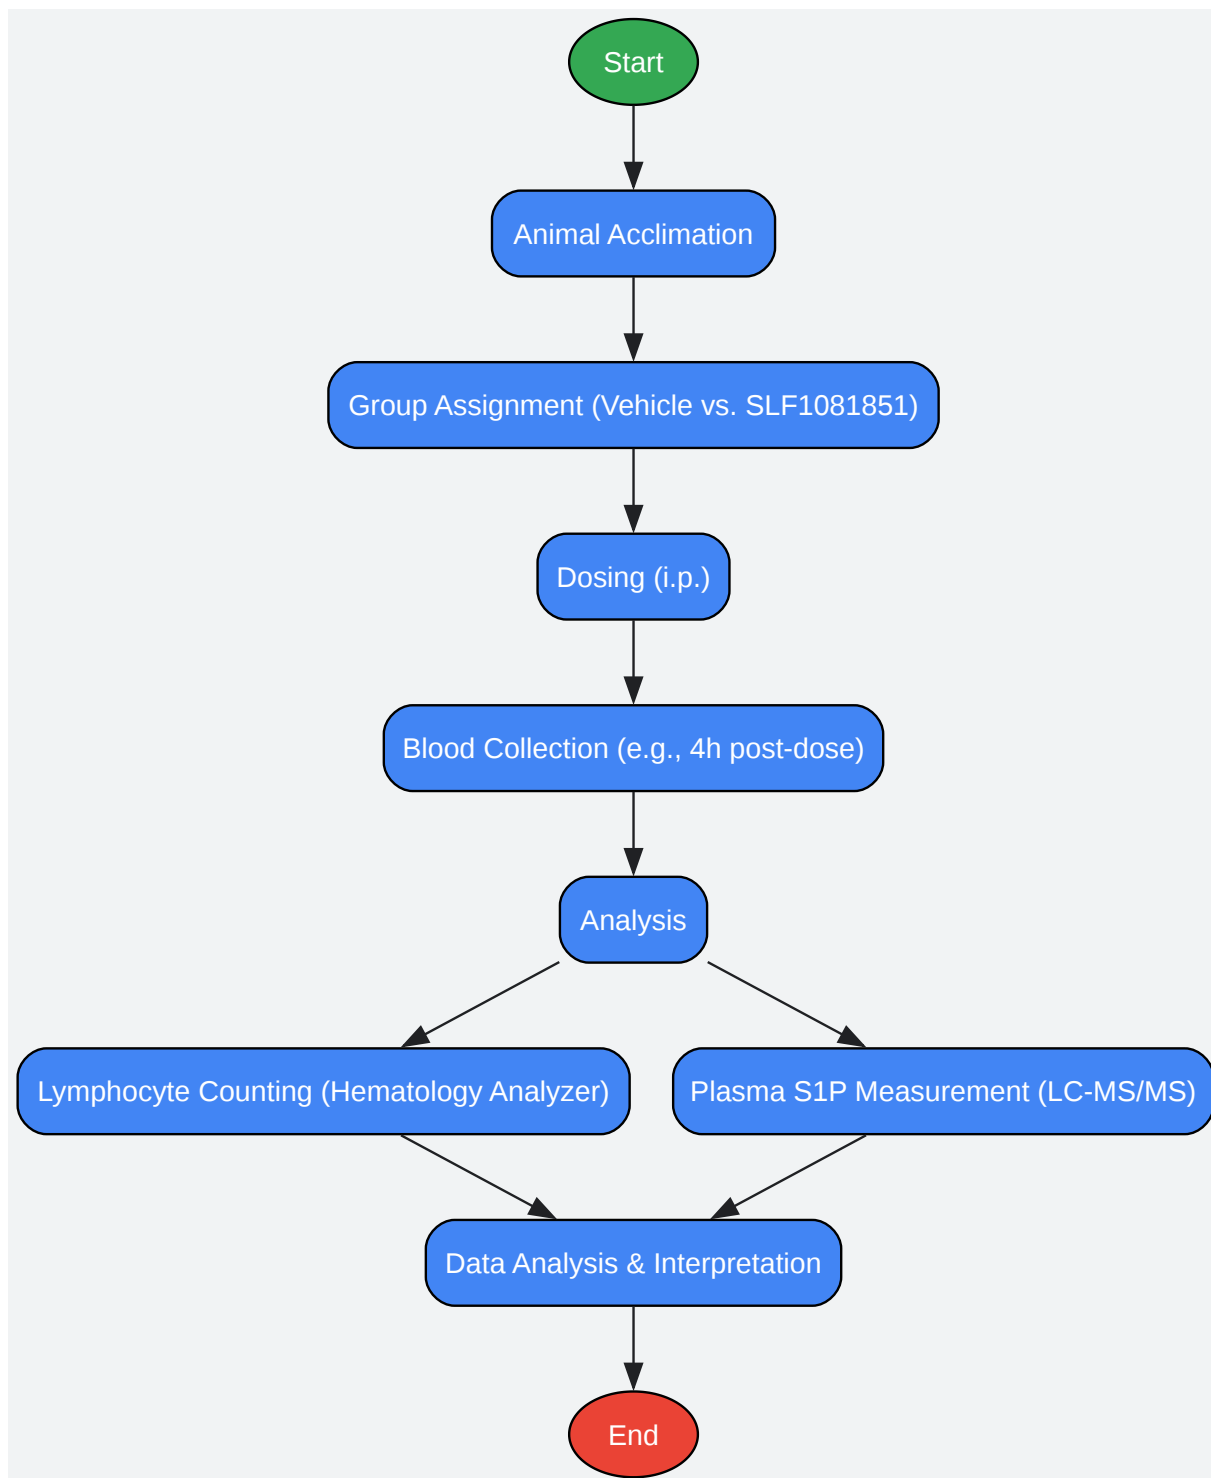 Start
Animal Acclimation
Group Assignment (Vehicle vs. SLF1081851)
Dosing (i.p.)
Blood Collection (e.g., 4h post-dose)
Analysis
Lymphocyte Counting (Hematology Analyzer)
Plasma S1P Measurement (LC-MS/MS)
Data Analysis & Interpretation
End